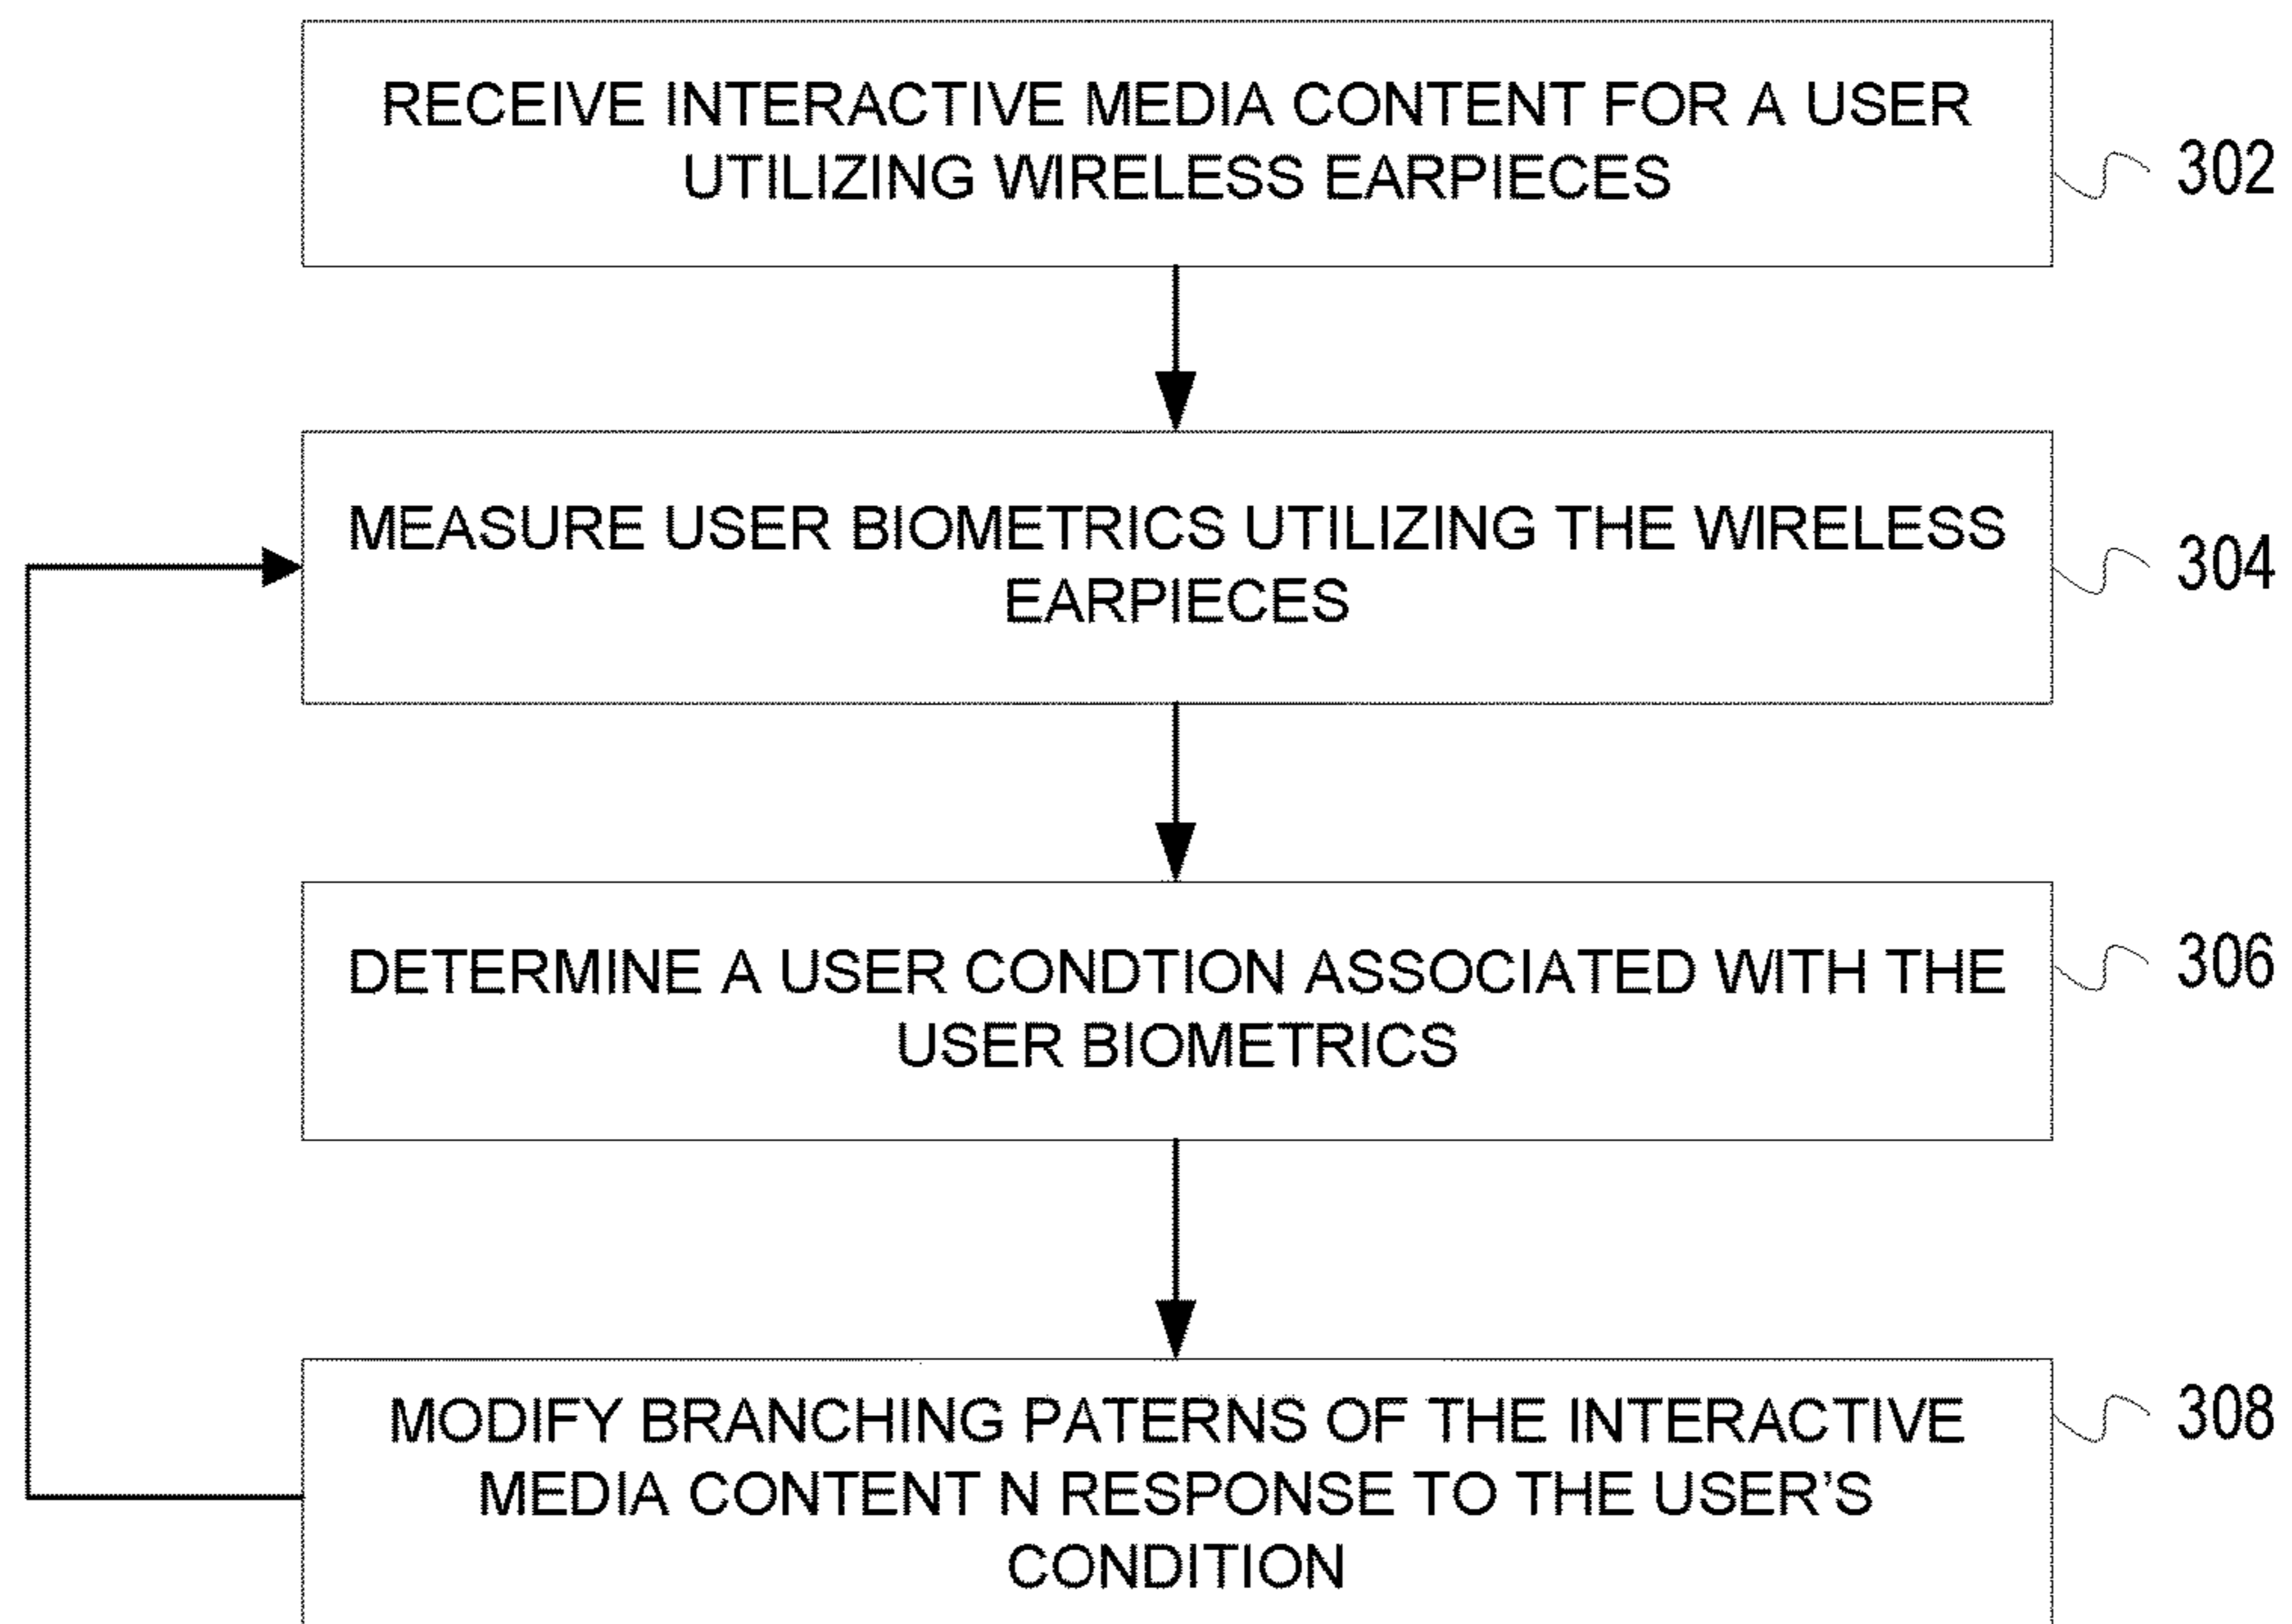 RECEIVE INTERACTIVE MEDIA CONTENT FOR A USER
UTILIZING WIRELESS EARPIECES
302
MEASURE USER BIOMETRICS UTILIZING THE WIRELESS
EARPIECES
304
DETERMINE A USER CONDTION ASSOCIATED WITH THE
USER BIOMETRICS
306
MODIFY BRANCHING PATERNS OF THE INTERACTIVE
MEDIA CONTENT N RESPONSE TO THE USER'S
CONDITION
308